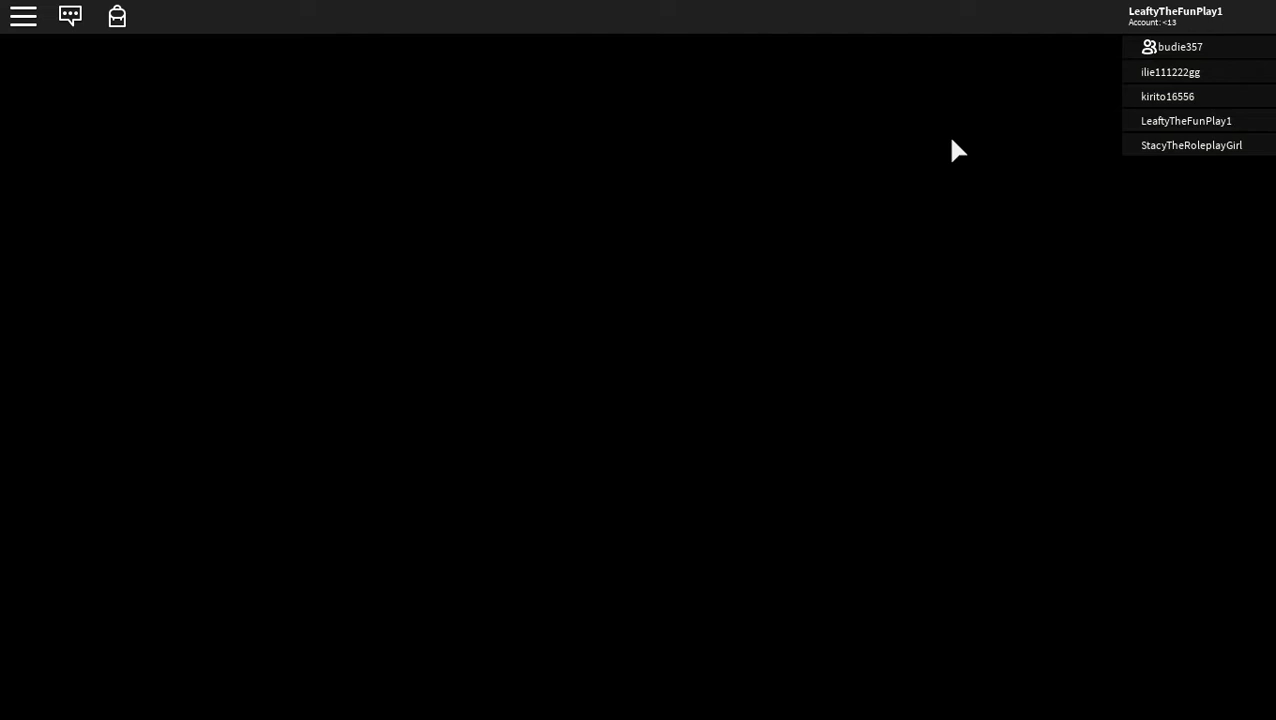 LeaftyTheFunPlay1
Account: <13
budie357
ilie111222gg
kirito16556
LeaftyTheFunPlay1
StacyTheRoleplayGirl